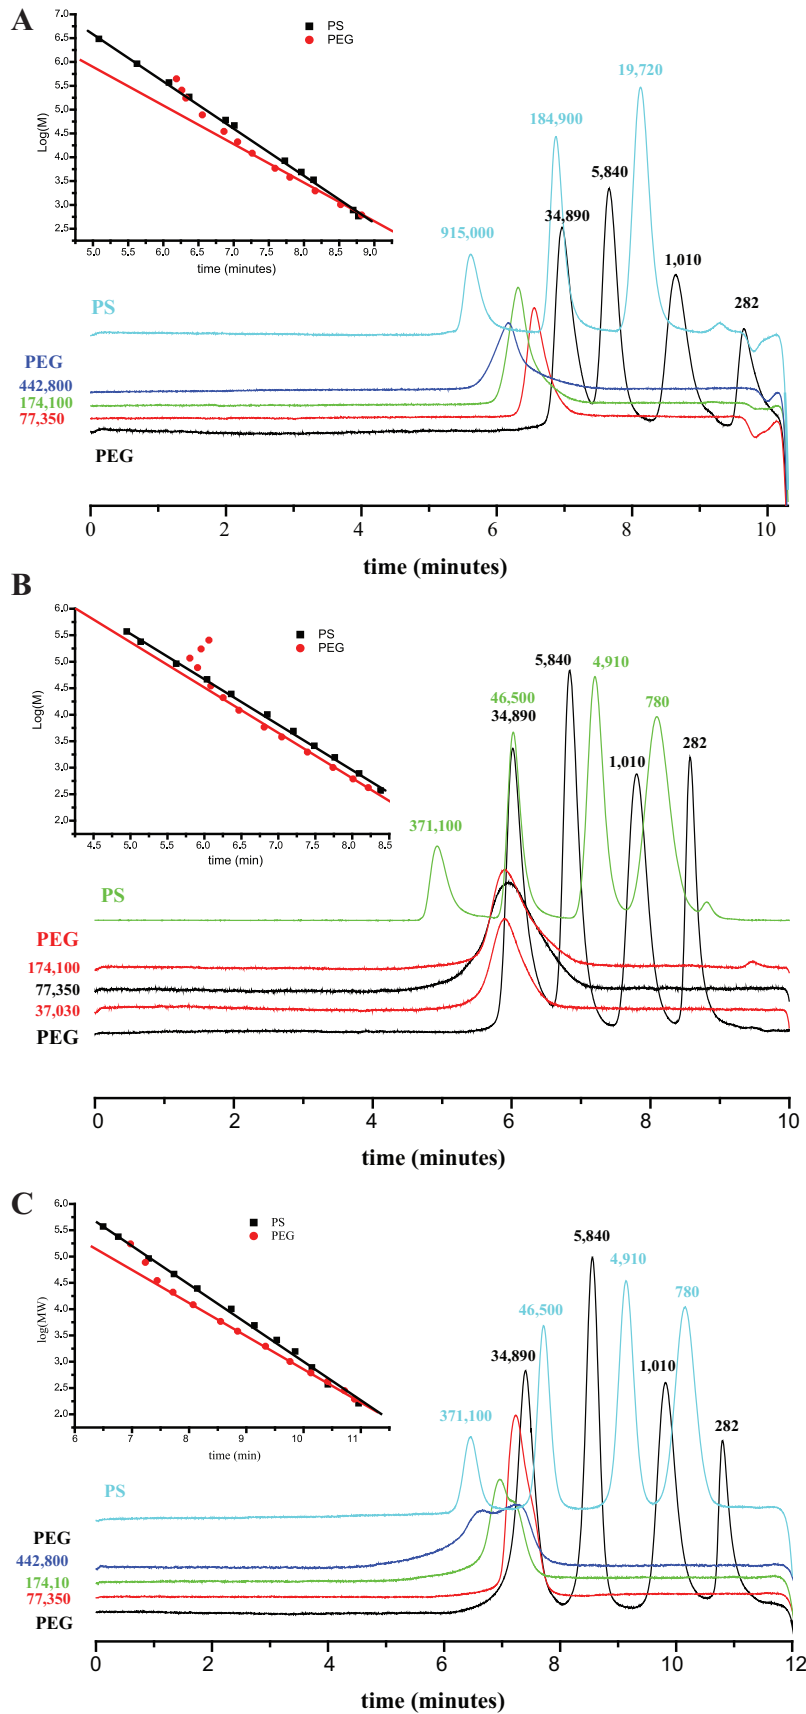 A
PS
PEG
7.0
6.5
6.0
5.5
5.0
4.5
4.0
3.5
3.0
2.5
Log(M)
5.0 5.5 6.0 6.5 7.0 7.5 8.0 8.5 9.0
time (minutes)
19,720
184,900
5,840
34,890
915,000
1,010
282
PS
PEG
442,800
174,100
77,350
PEG
0 2 4 6 8 10
time (minutes)
B
PS
PEG
6.0
5.5
5.0
4.5
4.0
3.5
3.0
2.5
2.0
Log(M)
4.5 5.0 5.5 6.0 6.5 7.0 7.5 8.0 8.5
time (min)
5,840
4,910
46,500
34,890
780
282
1,010
371,100
PS
PEG
174,100
77,350
37,030
PEG
0 2 4 6 8 10
time (minutes)
C
PS
PEG
6.0
5.5
5.0
4.5
4.0
3.5
3.0
2.5
2.0
log(MW)
6 7 8 9 10 11
time (min)
5,840
4,910
780
46,500
34,890
1,010
371,100
282
PS
PEG
442,800
174,10
77,350
PEG
0 2 4 6 8 10 12
time (minutes)